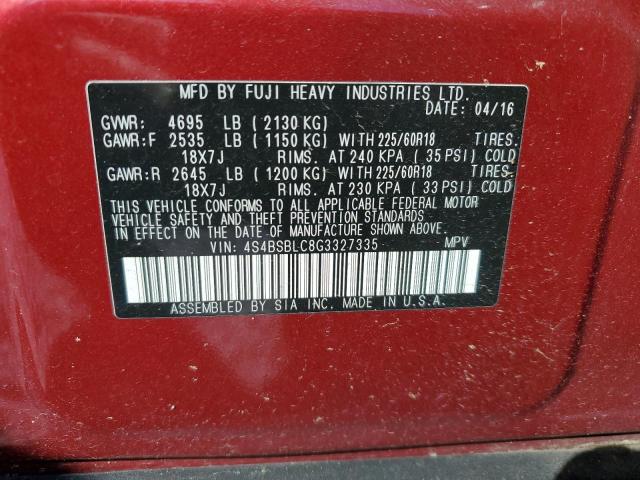 MFD BY FUJI HEAVY INDUSTRIES LTD.
DATE: 04/16
GVWR: 4695 LB ( 2130 KG)
GAWR:F 2535 LB ( 1150 KG) WITH 225/60R18 TIRES.
18X7J RIMS. AT 240 KPA ( 35 PSI) COLD
GAWR:R 2645 LB ( 1200 KG) WITH 225/60R18 TIRES.
18X7J RIMS. AT 230 KPA ( 33 PSI) COLD
THIS VEHICLE CONFORMS TO ALL APPLICABLE FEDERAL MOTOR
VEHICLE SAFETY AND THEFT PREVENTION STANDARDS
IN EFFECT ON THE DATE OF MANUFACTURE SHOWN ABOVE.
VIN: 4S4BSBLC8G3327335 MPV
ASSEMBLED BY SIA INC. MADE IN U.S.A.